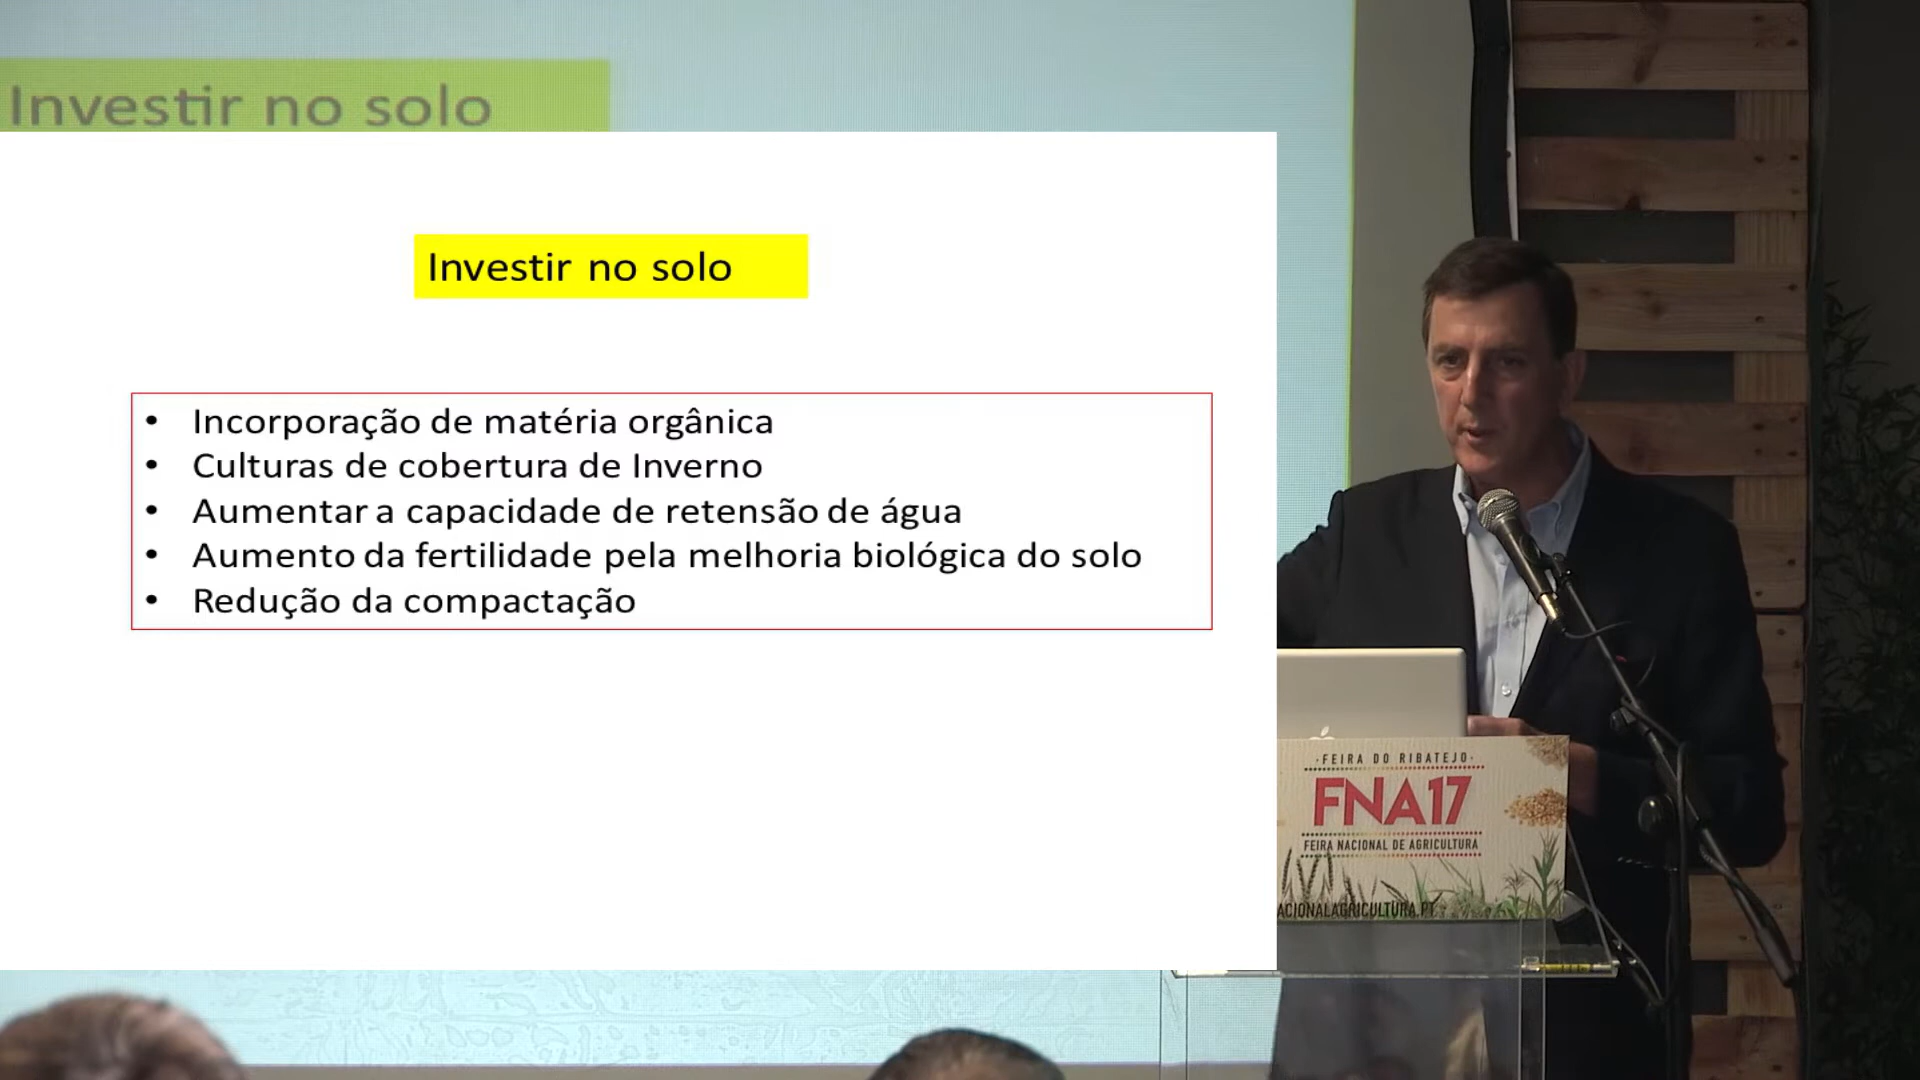 Investir no solo
Investir no solo
• Incorporação de matéria orgânica
• Culturas de cobertura de Inverno
• Aumentar a capacidade de retensão de água
• Aumento da fertilidade pela melhoria biológica do solo
• Redução da compactação
·FEIRA DO RIBATEJO·
FNA17
FEIRA NACIONAL DE AGRICULTURA
ACIONALAGRICULTURA.PT